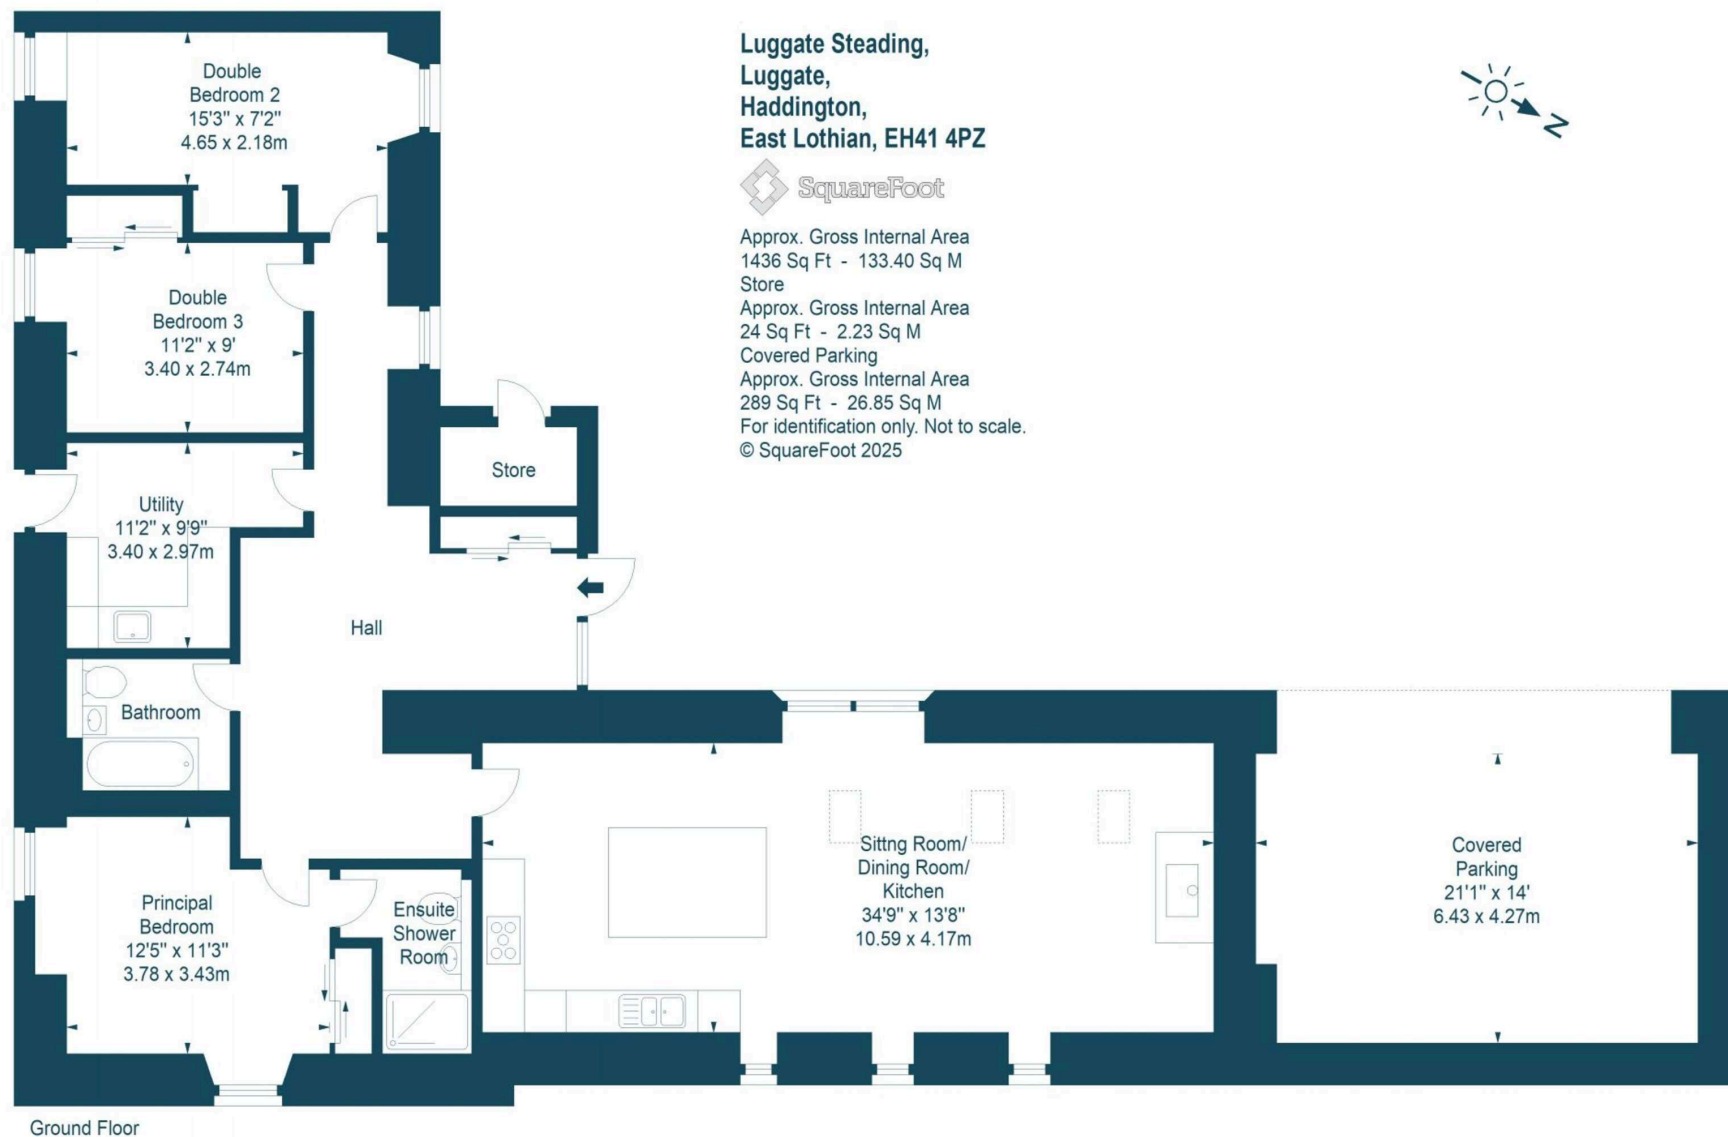 Luggate Steading,
Luggate,
Haddington,
East Lothian, EH41 4PZ
SquareFoot
Approx. Gross Internal Area
1436 Sq Ft - 133.40 Sq M
Store
Approx. Gross Internal Area
24 Sq Ft - 2.23 Sq M
Covered Parking
Approx. Gross Internal Area
289 Sq Ft - 26.85 Sq M
For identification only. Not to scale.
© SquareFoot 2025
N
Double
Bedroom 2
15'3" x 7'2"
4.65 x 2.18m
Double
Bedroom 3
11'2" x 9'
3.40 x 2.74m
Store
Utility
11'2" x 9'9"
3.40 x 2.97m
Hall
Bathroom
Principal
Bedroom
12'5" x 11'3"
3.78 x 3.43m
Ensuite
Shower
Room
Sittng Room/
Dining Room/
Kitchen
34'9" x 13'8"
10.59 x 4.17m
Covered
Parking
21'1" x 14'
6.43 x 4.27m
Ground Floor